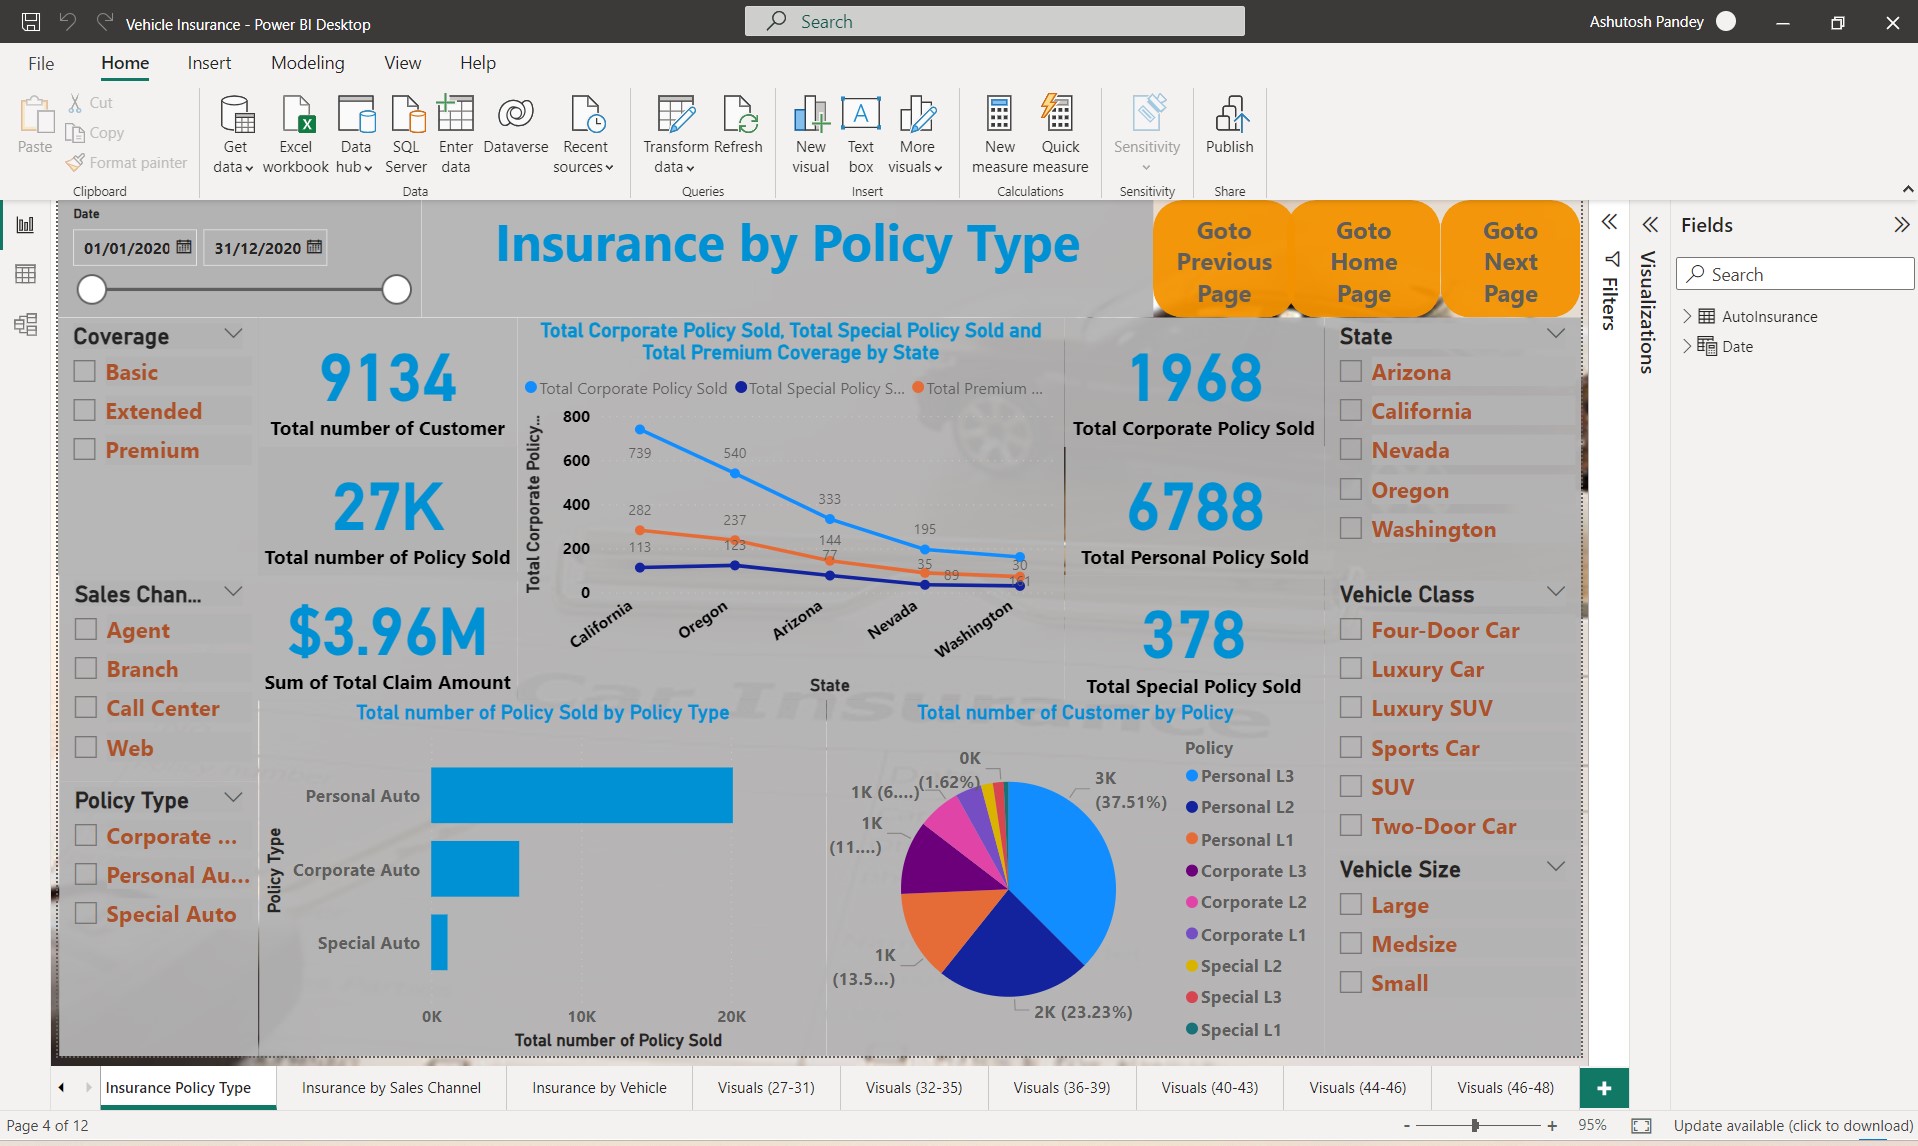 Vehicle Insurance - Power BI Desktop
Search
Ashutosh Pandey
File
Home
Insert
Modeling
View
Help
Paste
Cut
Copy
Format painter
Clipboard
Get data
Excel workbook
Data hub
SQL Server
Enter data
Dataverse
Recent sources
Data
Transform data
Refresh
Queries
New visual
Text box
More visuals
Insert
New measure
Quick measure
Calculations
Sensitivity
Sensitivity
Publish
Share
Date
01/01/2020
31/12/2020
Insurance by Policy Type
Goto Previous Page
Goto Home Page
Goto Next Page
Coverage
Basic
Extended
Premium
Sales Chan...
Agent
Branch
Call Center
Web
Policy Type
Corporate ...
Personal Au...
Special Auto
9134
Total number of Customer
27K
Total number of Policy Sold
$3.96M
Sum of Total Claim Amount
Total Corporate Policy Sold, Total Special Policy Sold and
Total Premium Coverage by State
Total Corporate Policy Sold
Total Special Policy S...
Total Premium ...
Total Corporate Policy...
800
600
400
200
0
739
540
333
195
282
237
144
89
113
123
77
35
30
California
Oregon
Arizona
Nevada
Washington
State
1968
Total Corporate Policy Sold
6788
Total Personal Policy Sold
378
Total Special Policy Sold
Total number of Policy Sold by Policy Type
Policy Type
Personal Auto
Corporate Auto
Special Auto
0K
10K
20K
Total number of Policy Sold
Total number of Customer by Policy
0K
(1.62%)
1K (6....)
1K
(11....)
1K
(13.5...)
2K (23.23%)
3K
(37.51%)
Policy
Personal L3
Personal L2
Personal L1
Corporate L3
Corporate L2
Corporate L1
Special L2
Special L3
Special L1
State
Arizona
California
Nevada
Oregon
Washington
Vehicle Class
Four-Door Car
Luxury Car
Luxury SUV
Sports Car
SUV
Two-Door Car
Vehicle Size
Large
Medsize
Small
Car Insurance
Filters
Visualizations
Fields
Search
AutoInsurance
Date
Insurance Policy Type
Insurance by Sales Channel
Insurance by Vehicle
Visuals (27-31)
Visuals (32-35)
Visuals (36-39)
Visuals (40-43)
Visuals (44-46)
Visuals (46-48)
Page 4 of 12
95%
Update available (click to download)